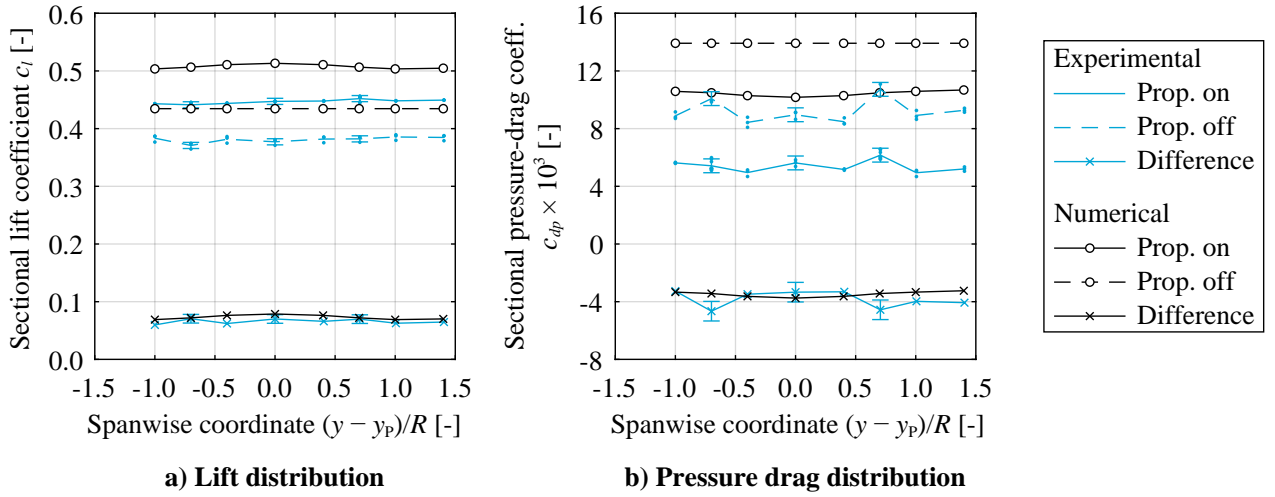 Sectional lift coefficient c_l [-]
0.6
0.5
0.4
0.3
0.2
0.1
0.0
-1.5 -1.0 -0.5 0.0 0.5 1.0 1.5
Spanwise coordinate (y − y_P)/R [-]
a) Lift distribution
Sectional pressure-drag coeff.
c_dp × 10³ [-]
16
12
8
4
0
-4
-8
-1.5 -1.0 -0.5 0.0 0.5 1.0 1.5
Spanwise coordinate (y − y_P)/R [-]
b) Pressure drag distribution
Experimental
Prop. on
Prop. off
Difference
Numerical
Prop. on
Prop. off
Difference